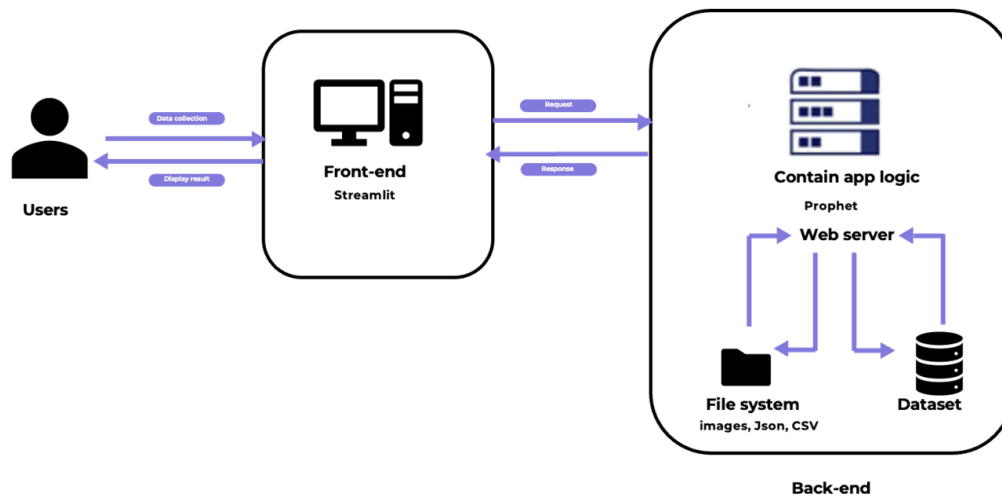 Users
Data collection
Display result
Front-end
Streamlit
Request
Response
Contain app logic
Prophet
Web server
File system
images, Json, CSV
Dataset
Back-end